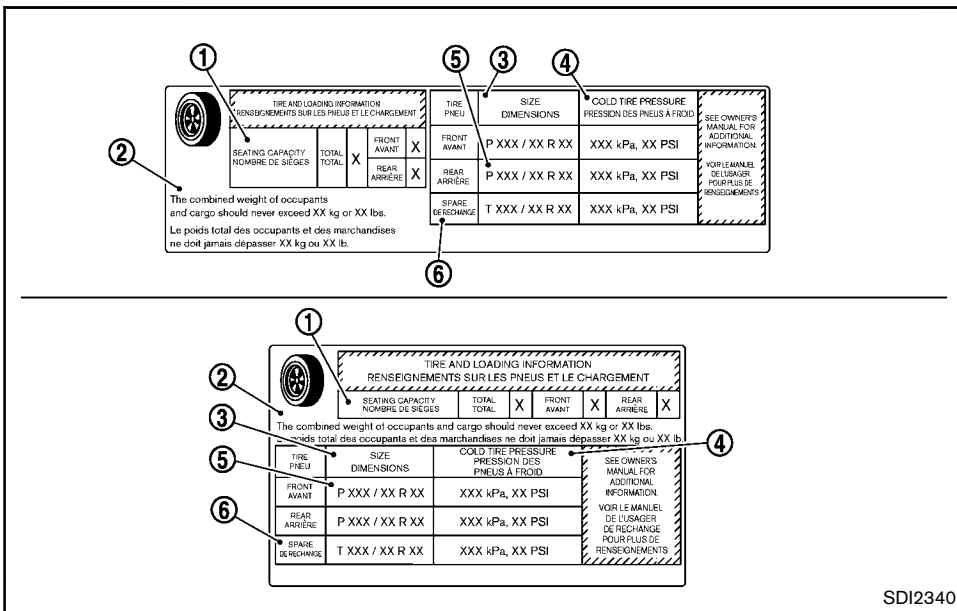 ①
②
③
④
⑤
⑥
TIRE AND LOADING INFORMATION
RENSEIGNEMENTS SUR LES PNEUS ET LE CHARGEMENT
SEATING CAPACITY
NOMBRE DE SIÈGES
TOTAL
TOTAL
X
FRONT
AVANT
X
REAR
ARRIÈRE
X
The combined weight of occupants
and cargo should never exceed XX kg or XX lbs.
Le poids total des occupants et des marchandises
ne doit jamais dépasser XX kg ou XX lb.
TIRE
PNEU
SIZE
DIMENSIONS
COLD TIRE PRESSURE
PRESSION DES PNEUS À FROID
FRONT
AVANT
P XXX / XX R XX
XXX kPa, XX PSI
REAR
ARRIÈRE
P XXX / XX R XX
XXX kPa, XX PSI
SPARE
DE RECHANGE
T XXX / XX R XX
XXX kPa, XX PSI
SEE OWNER'S
MANUAL FOR
ADDITIONAL
INFORMATION.
VOIR LE MANUEL
DE L'USAGER
POUR PLUS DE
RENSEIGNEMENTS
①
②
③
④
⑤
⑥
TIRE AND LOADING INFORMATION
RENSEIGNEMENTS SUR LES PNEUS ET LE CHARGEMENT
SEATING CAPACITY
NOMBRE DE SIÈGES
TOTAL
TOTAL
X
FRONT
AVANT
X
REAR
ARRIÈRE
X
The combined weight of occupants and cargo should never exceed XX kg or XX lbs.
Le poids total des occupants et des marchandises ne doit jamais dépasser XX kg ou XX lb.
TIRE
PNEU
SIZE
DIMENSIONS
COLD TIRE PRESSURE
PRESSION DES
PNEUS À FROID
FRONT
AVANT
P XXX / XX R XX
XXX kPa, XX PSI
REAR
ARRIÈRE
P XXX / XX R XX
XXX kPa, XX PSI
SPARE
DE RECHANGE
T XXX / XX R XX
XXX kPa, XX PSI
SEE OWNER'S
MANUAL FOR
ADDITIONAL
INFORMATION.
VOIR LE MANUEL
DE L'USAGER
DE RECHANGE
POUR PLUS DE
RENSEIGNEMENTS
SDI2340